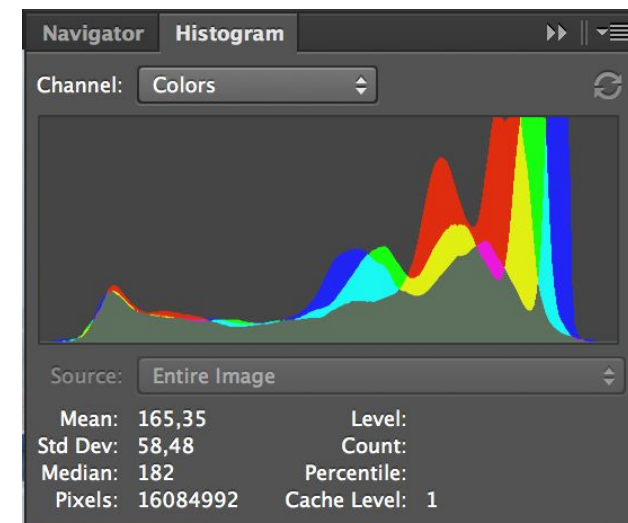 Navigator Histogram
Channel: Colors
Source: Entire Image
Mean: 165,35 Level:
Std Dev: 58,48 Count:
Median: 182 Percentile:
Pixels: 16084992 Cache Level: 1